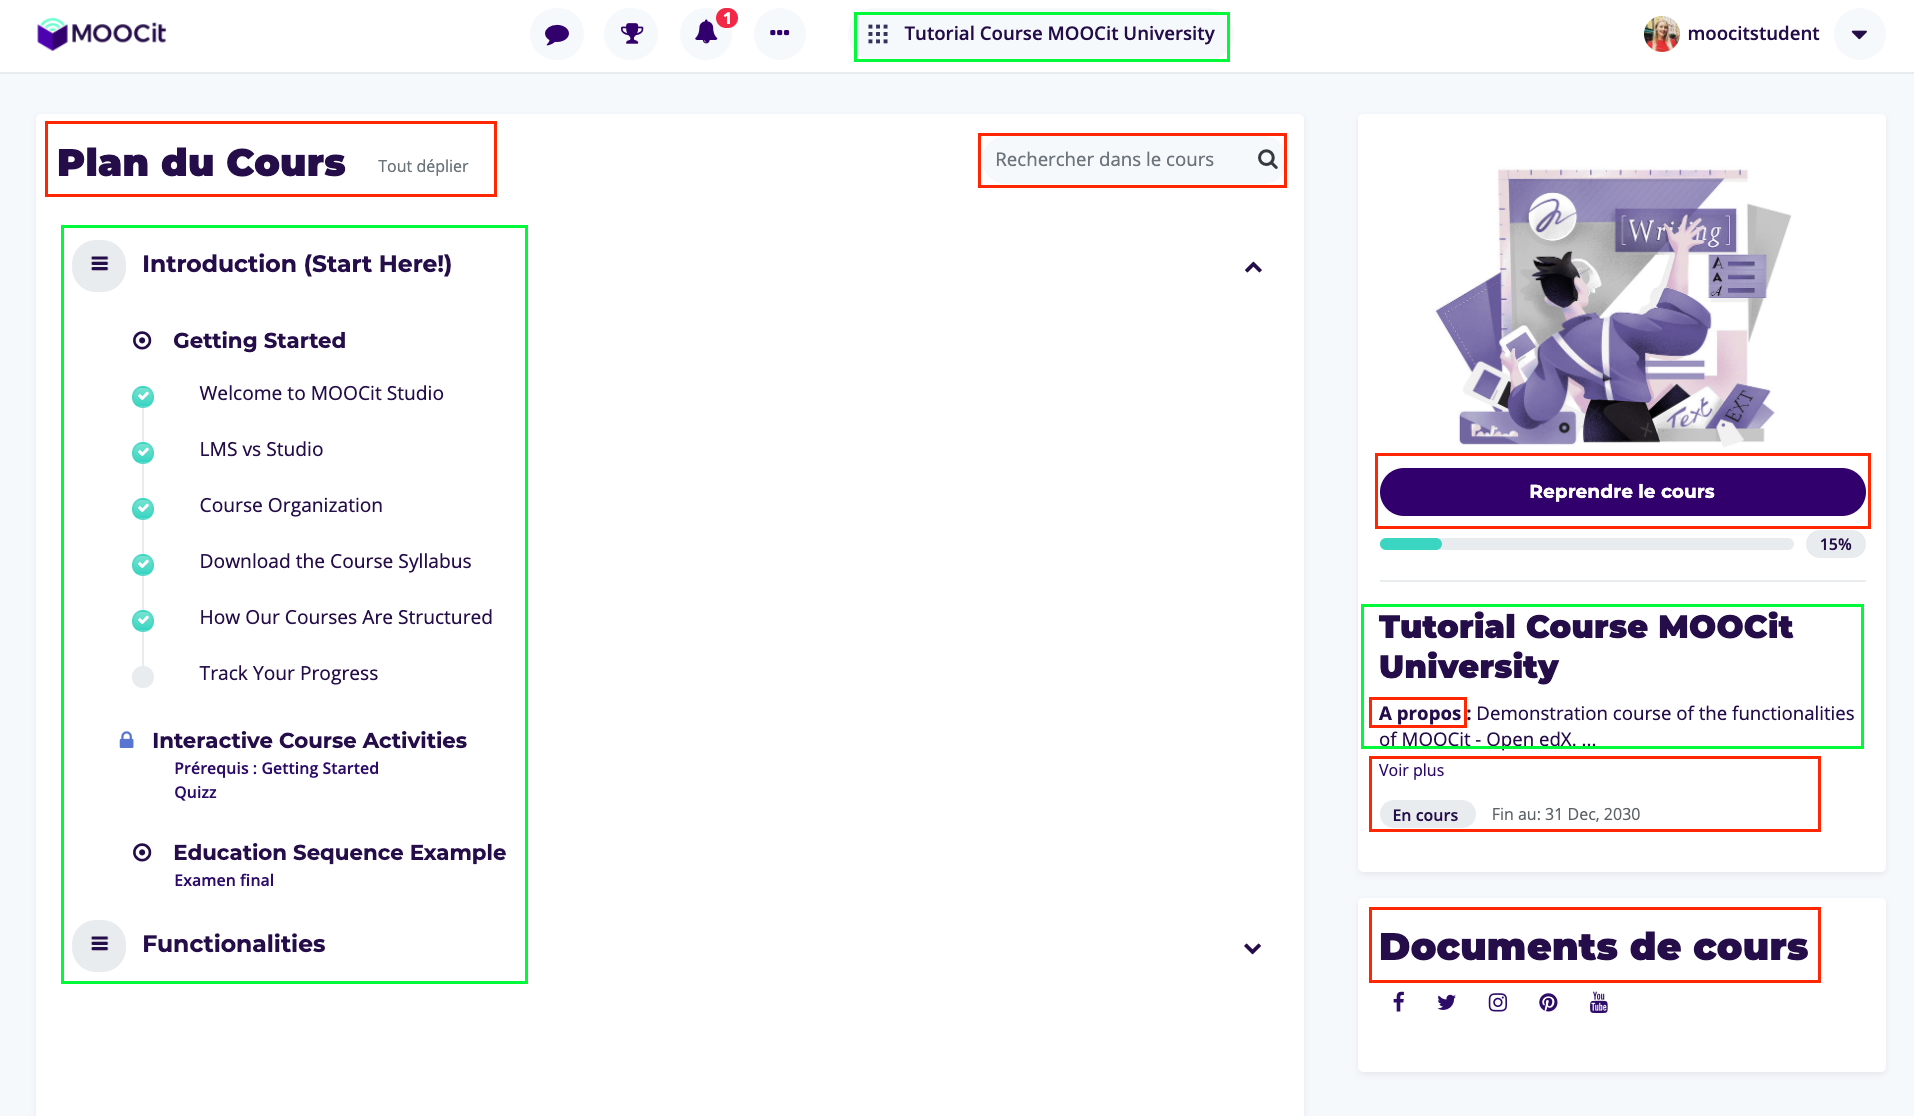 MOOCit
1
Tutorial Course MOOCit University
moocitstudent
Plan du Cours
Tout déplier
Rechercher dans le cours
Introduction (Start Here!)
Getting Started
Welcome to MOOCit Studio
LMS vs Studio
Course Organization
Download the Course Syllabus
How Our Courses Are Structured
Track Your Progress
Interactive Course Activities
Prérequis : Getting Started
Quizz
Education Sequence Example
Examen final
Functionalities
[Writing]
A
A
A
Text
EXT
Reprendre le cours
15%
Tutorial Course MOOCit
University
A propos : Demonstration course of the functionalities
of MOOCit - Open edX. ...
Voir plus
En cours
Fin au: 31 Dec, 2030
Documents de cours
You
Tube